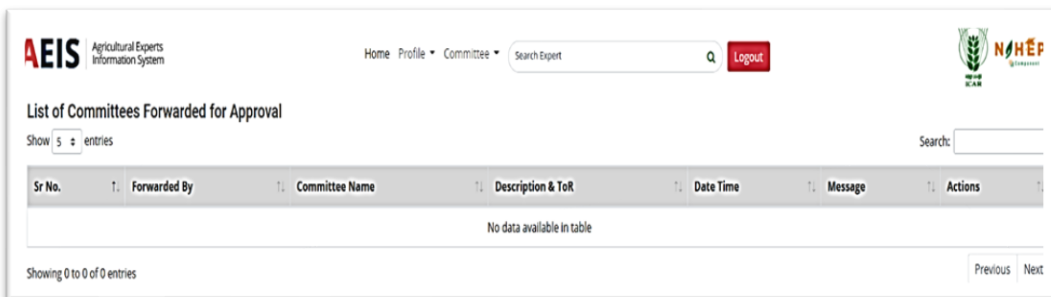 AEIS Agricultural Experts
Information System
Home Profile Committee Search Expert Logout
NAHEP
ICAR
List of Committees Forwarded for Approval
Show 5 entries
Search:
Sr No. Forwarded By Committee Name Description & ToR Date Time Message Actions
No data available in table
Showing 0 to 0 of 0 entries
Previous Next